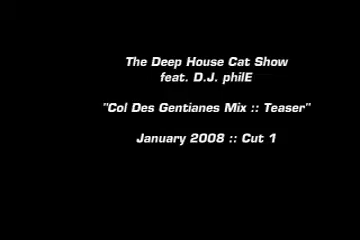 The Deep House Cat Show
feat. D.J. philE
"Col Des Gentianes Mix :: Teaser"
January 2008 :: Cut 1